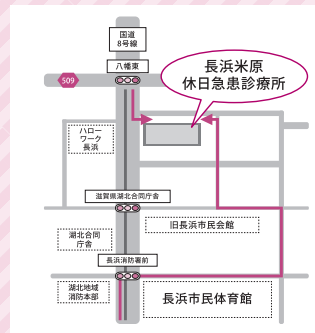 国道
8号線
八幡東
509
長浜米原
休日急患診療所
ハロー
ワーク
長浜
滋賀県湖北合同庁舎
旧長浜市民会館
湖北合同
庁舎
長浜消防署前
湖北地域
消防本部
長浜市民体育館